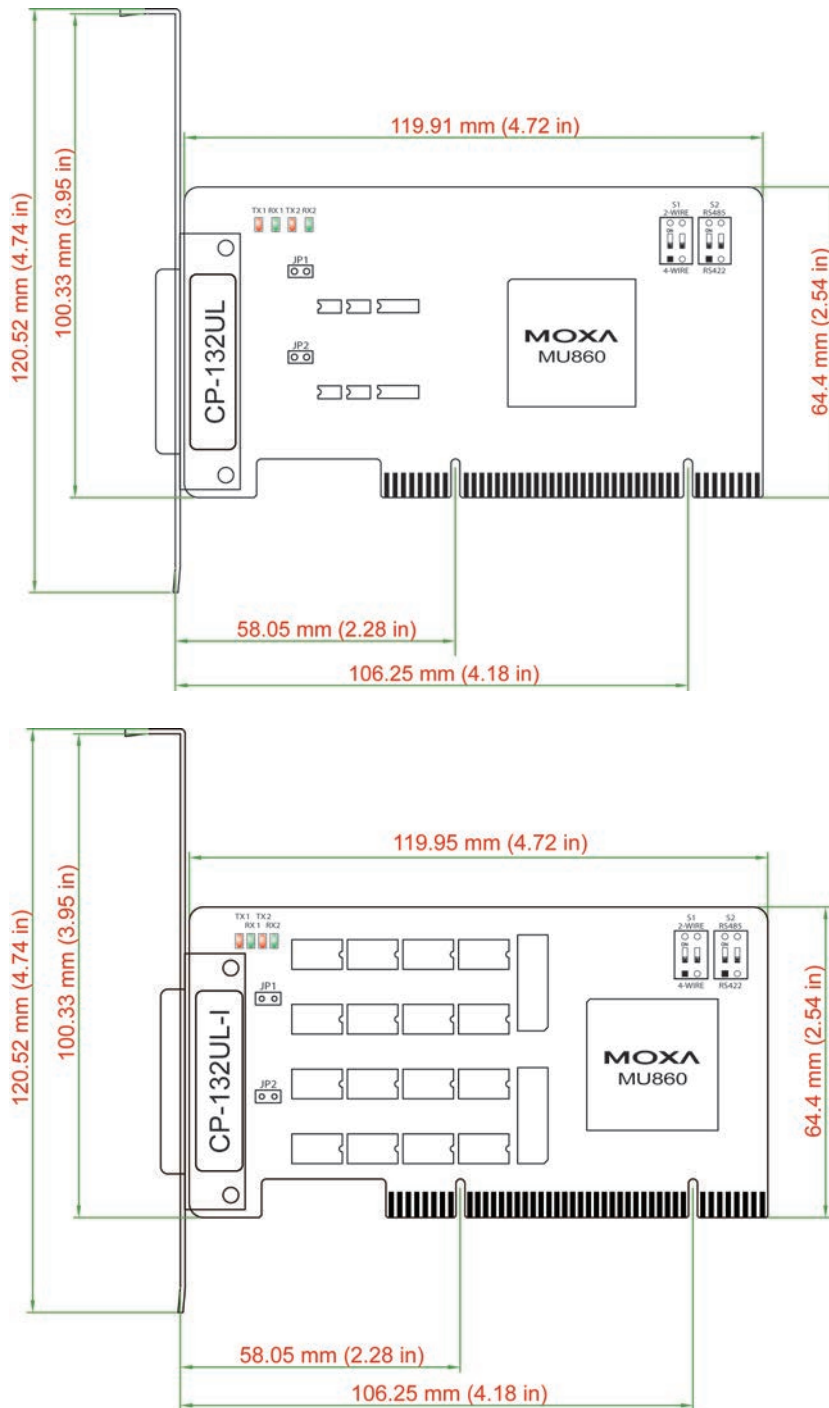 119.91 mm (4.72 in)
120.52 mm (4.74 in)
100.33 mm (3.95 in)
TX1 RX1 TX2 RX2
S1
2-WIRE
ON
4-WIRE
S2
RS485
RS422
JP1
JP2
CP-132UL
MOXA
MU860
64.4 mm (2.54 in)
58.05 mm (2.28 in)
106.25 mm (4.18 in)
119.95 mm (4.72 in)
120.52 mm (4.74 in)
100.33 mm (3.95 in)
TX1 TX2
RX1 RX2
S1
2-WIRE
ON
4-WIRE
S2
RS485
RS422
JP1
JP2
CP-132UL-I
MOXA
MU860
64.4 mm (2.54 in)
58.05 mm (2.28 in)
106.25 mm (4.18 in)